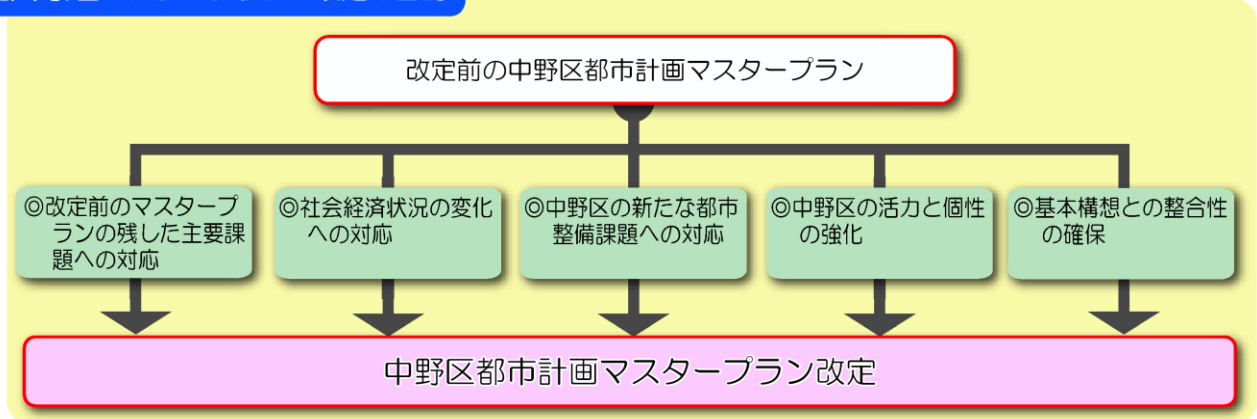 改定前の中野区都市計画マスタープラン
◎改定前のマスタープ
ランの残した主要課
題への対応
◎社会経済状況の変化
への対応
◎中野区の新たな都市
整備課題への対応
◎中野区の活力と個性
の強化
◎基本構想との整合性
の確保
中野区都市計画マスタープラン改定